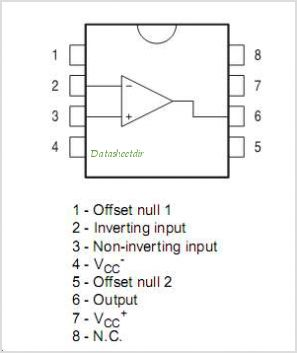 1
8
2
−
7
3
+
6
4
Datasheetdir
5
1 - Offset null 1
2 - Inverting input
3 - Non-inverting input
4 - VCC-
5 - Offset null 2
6 - Output
7 - VCC+
8 - N.C.